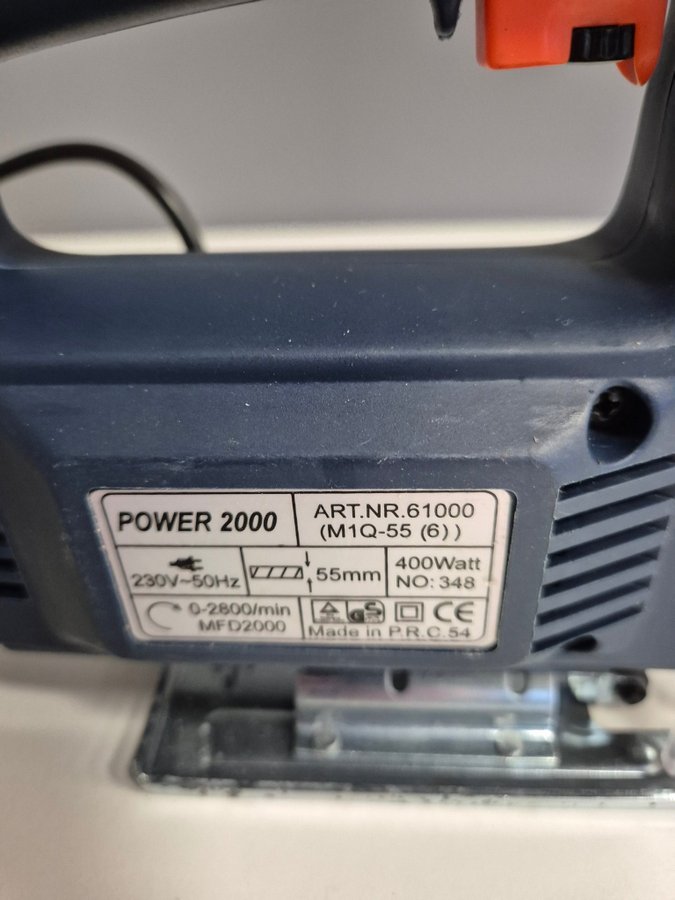 POWER 2000
ART.NR.61000
(M1Q-55 (6))
230V~50Hz
55mm
400Watt
NO: 348
0-2800/min
MFD2000
GS CE
Made in P.R.C.54